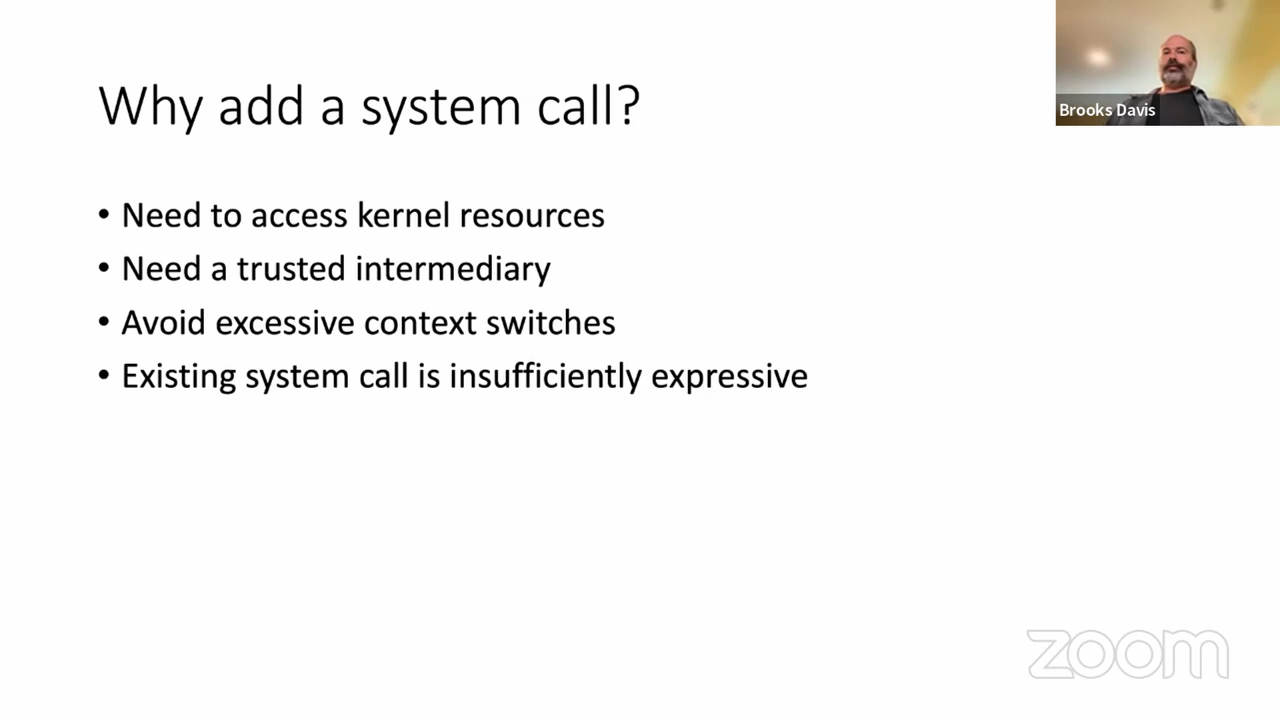 Why add a system call?
• Need to access kernel resources
• Need a trusted intermediary
• Avoid excessive context switches
• Existing system call is insufficiently expressive
Brooks Davis
zoom